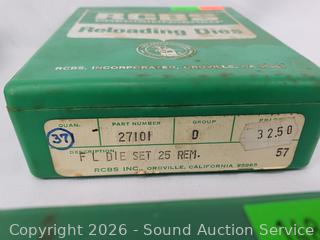 RCBS
Reloading Dies
RCBS, INCORPORATED, OROVILLE,
QUAN. PART NUMBER GROUP
37 27101 D 32.50
DESCRIPTION
F L DIE SET 25 REM. 57
RCBS INC., OROVILLE, CALIFORNIA 95965
Copyright 2026 - Sound Auction Service